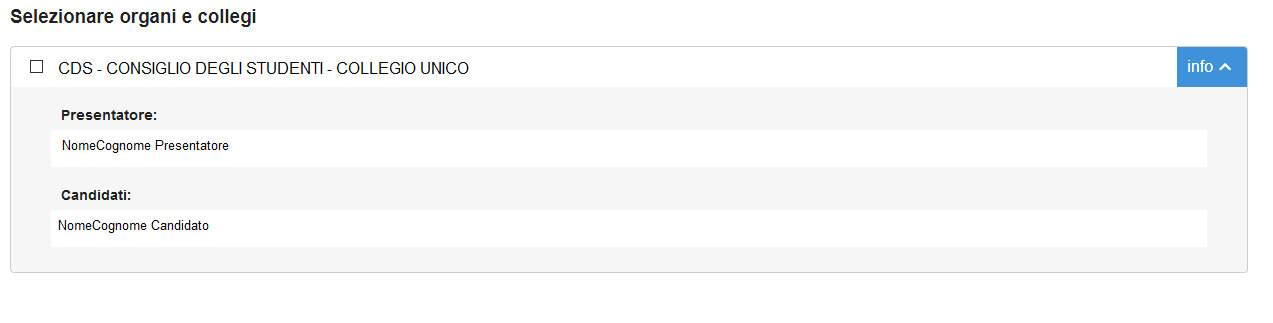 Selezionare organi e collegi
CDS - CONSIGLIO DEGLI STUDENTI - COLLEGIO UNICO
info
Presentatore:
NomeCognome Presentatore
Candidati:
NomeCognome Candidato